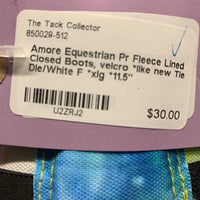 The Tack Collector
850029-512
Amore Equestrian Pr Fleece Lined
Closed Boots, velcro *like new Tie
Die/White F *xlg *11.5"
U2ZRJ2
$30.00